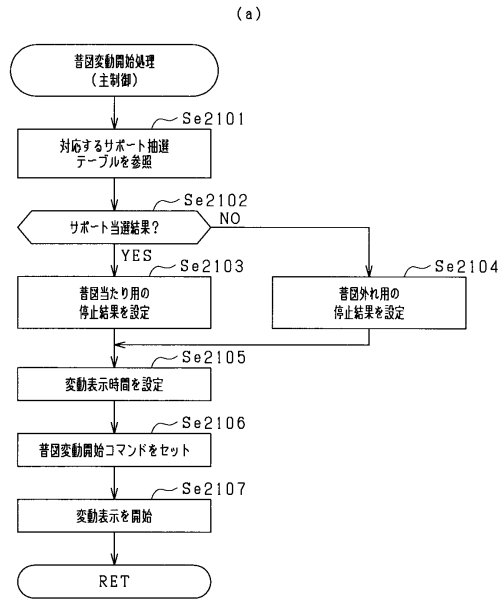 (a)
普図変動開始処理
(主制御)
Se2101
対応するサポート抽選
テーブルを参照
Se2102
サポート当選結果?
NO
YES
Se2103
普図当たり用の
停止結果を設定
Se2104
普図外れ用の
停止結果を設定
Se2105
変動表示時間を設定
Se2106
普図変動開始コマンドをセット
Se2107
変動表示を開始
RET